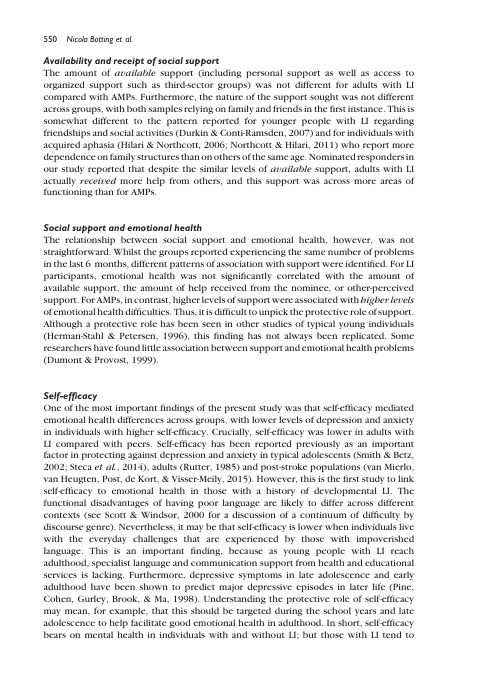 550 Nicola Botting et al.
Availability and receipt of social support
The amount of available support (including personal support as well as access to
organized support such as third-sector groups) was not different for adults with LI
compared with AMPs. Furthermore, the nature of the support sought was not different
across groups, with both samples relying on family and friends in the first instance. This is
somewhat different to the pattern reported for younger people with LI regarding
friendships and social activities (Durkin & Conti-Ramsden, 2007) and for individuals with
acquired aphasia (Hilari & Northcott, 2006; Northcott & Hilari, 2011) who report more
dependence on family structures than on others of the same age. Nominated responders in
our study reported that despite the similar levels of available support, adults with LI
actually received more help from others, and this support was across more areas of
functioning than for AMPs.
Social support and emotional health
The relationship between social support and emotional health, however, was not
straightforward. Whilst the groups reported experiencing the same number of problems
in the last 6 months, different patterns of association with support were identified. For LI
participants, emotional health was not significantly correlated with the amount of
available support, the amount of help received from the nominee, or other-perceived
support. For AMPs, in contrast, higher levels of support were associated with higher levels
of emotional health difficulties. Thus, it is difficult to unpick the protective role of support.
Although a protective role has been seen in other studies of typical young individuals
(Herman-Stahl & Petersen, 1996), this finding has not always been replicated. Some
researchers have found little association between support and emotional health problems
(Dumont & Provost, 1999).
Self-efficacy
One of the most important findings of the present study was that self-efficacy mediated
emotional health differences across groups, with lower levels of depression and anxiety
in individuals with higher self-efficacy. Crucially, self-efficacy was lower in adults with
LI compared with peers. Self-efficacy has been reported previously as an important
factor in protecting against depression and anxiety in typical adolescents (Smith & Betz,
2002; Steca et al., 2014), adults (Rutter, 1985) and post-stroke populations (van Mierlo,
van Heugten, Post, de Kort, & Visser-Meily, 2015). However, this is the first study to link
self-efficacy to emotional health in those with a history of developmental LI. The
functional disadvantages of having poor language are likely to differ across different
contexts (see Scott & Windsor, 2000 for a discussion of a continuum of difficulty by
discourse genre). Nevertheless, it may be that self-efficacy is lower when individuals live
with the everyday challenges that are experienced by those with impoverished
language. This is an important finding, because as young people with LI reach
adulthood, specialist language and communication support from health and educational
services is lacking. Furthermore, depressive symptoms in late adolescence and early
adulthood have been shown to predict major depressive episodes in later life (Pine,
Cohen, Gurley, Brook, & Ma, 1998). Understanding the protective role of self-efficacy
may mean, for example, that this should be targeted during the school years and late
adolescence to help facilitate good emotional health in adulthood. In short, self-efficacy
bears on mental health in individuals with and without LI; but those with LI tend to